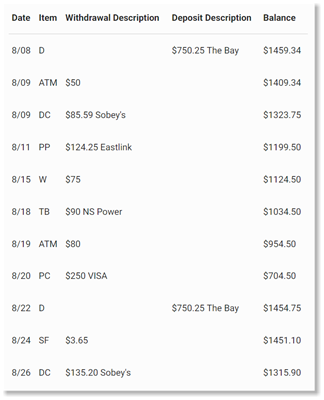 Date Item Withdrawal Description Deposit Description Balance
8/08 D $750.25 The Bay $1459.34
8/09 ATM $50 $1409.34
8/09 DC $85.59 Sobey's $1323.75
8/11 PP $124.25 Eastlink $1199.50
8/15 W $75 $1124.50
8/18 TB $90 NS Power $1034.50
8/19 ATM $80 $954.50
8/20 PC $250 VISA $704.50
8/22 D $750.25 The Bay $1454.75
8/24 SF $3.65 $1451.10
8/26 DC $135.20 Sobey's $1315.90